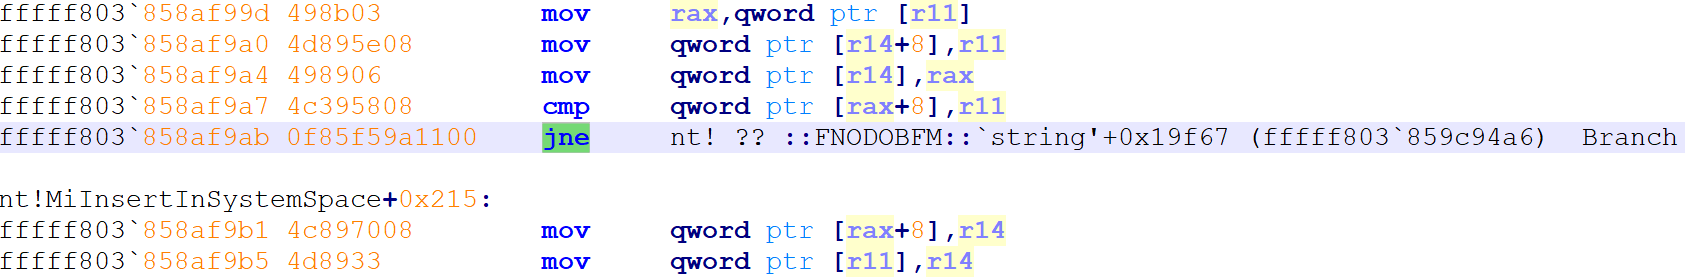 fffff803`858af99d 498b03 mov rax,qword ptr [r11]
fffff803`858af9a0 4d895e08 mov qword ptr [r14+8],r11
fffff803`858af9a4 498906 mov qword ptr [r14],rax
fffff803`858af9a7 4c395808 cmp qword ptr [rax+8],r11
fffff803`858af9ab 0f85f59a1100 jne nt! ?? ::FNODOBFM::`string'+0x19f67 (fffff803`859c94a6) Branch
nt!MiInsertInSystemSpace+0x215:
fffff803`858af9b1 4c897008 mov qword ptr [rax+8],r14
fffff803`858af9b5 4d8933 mov qword ptr [r11],r14